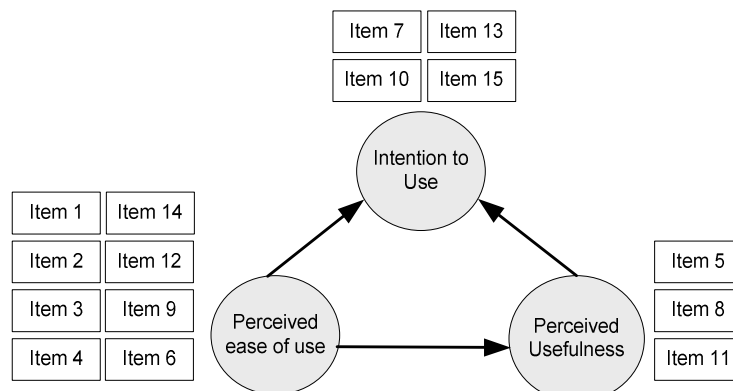 Item 7 Item 13
Item 10 Item 15
Intention to
Use
Item 1 Item 14
Item 2 Item 12
Item 3 Item 9
Item 4 Item 6
Perceived
ease of use
Perceived
Usefulness
Item 5
Item 8
Item 11